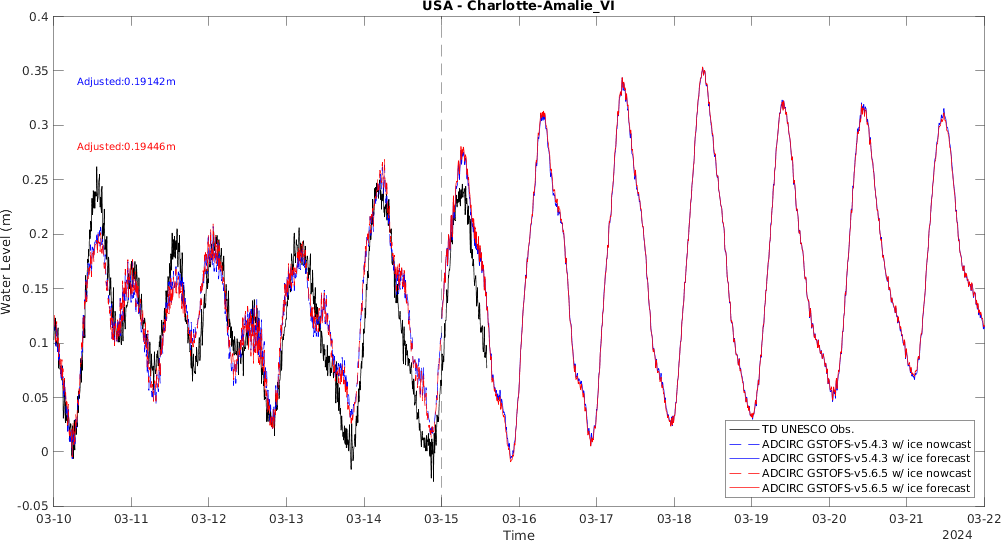 USA - Charlotte-Amalie_VI
0.4
0.35
0.3
0.25
0.2
0.15
0.1
0.05
0
-0.05
Water Level (m)
Adjusted:0.19142m
Adjusted:0.19446m
TD UNESCO Obs.
ADCIRC GSTOFS-v5.4.3 w/ ice nowcast
ADCIRC GSTOFS-v5.4.3 w/ ice forecast
ADCIRC GSTOFS-v5.6.5 w/ ice nowcast
ADCIRC GSTOFS-v5.6.5 w/ ice forecast
03-10 03-11 03-12 03-13 03-14 03-15 03-16 03-17 03-18 03-19 03-20 03-21 03-22
Time
2024